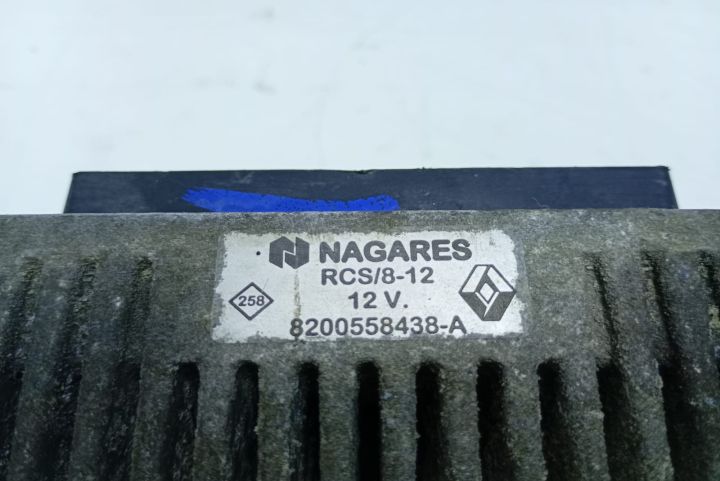 NAGARES
RCS/8-12
258
12 V.
8200558438-A